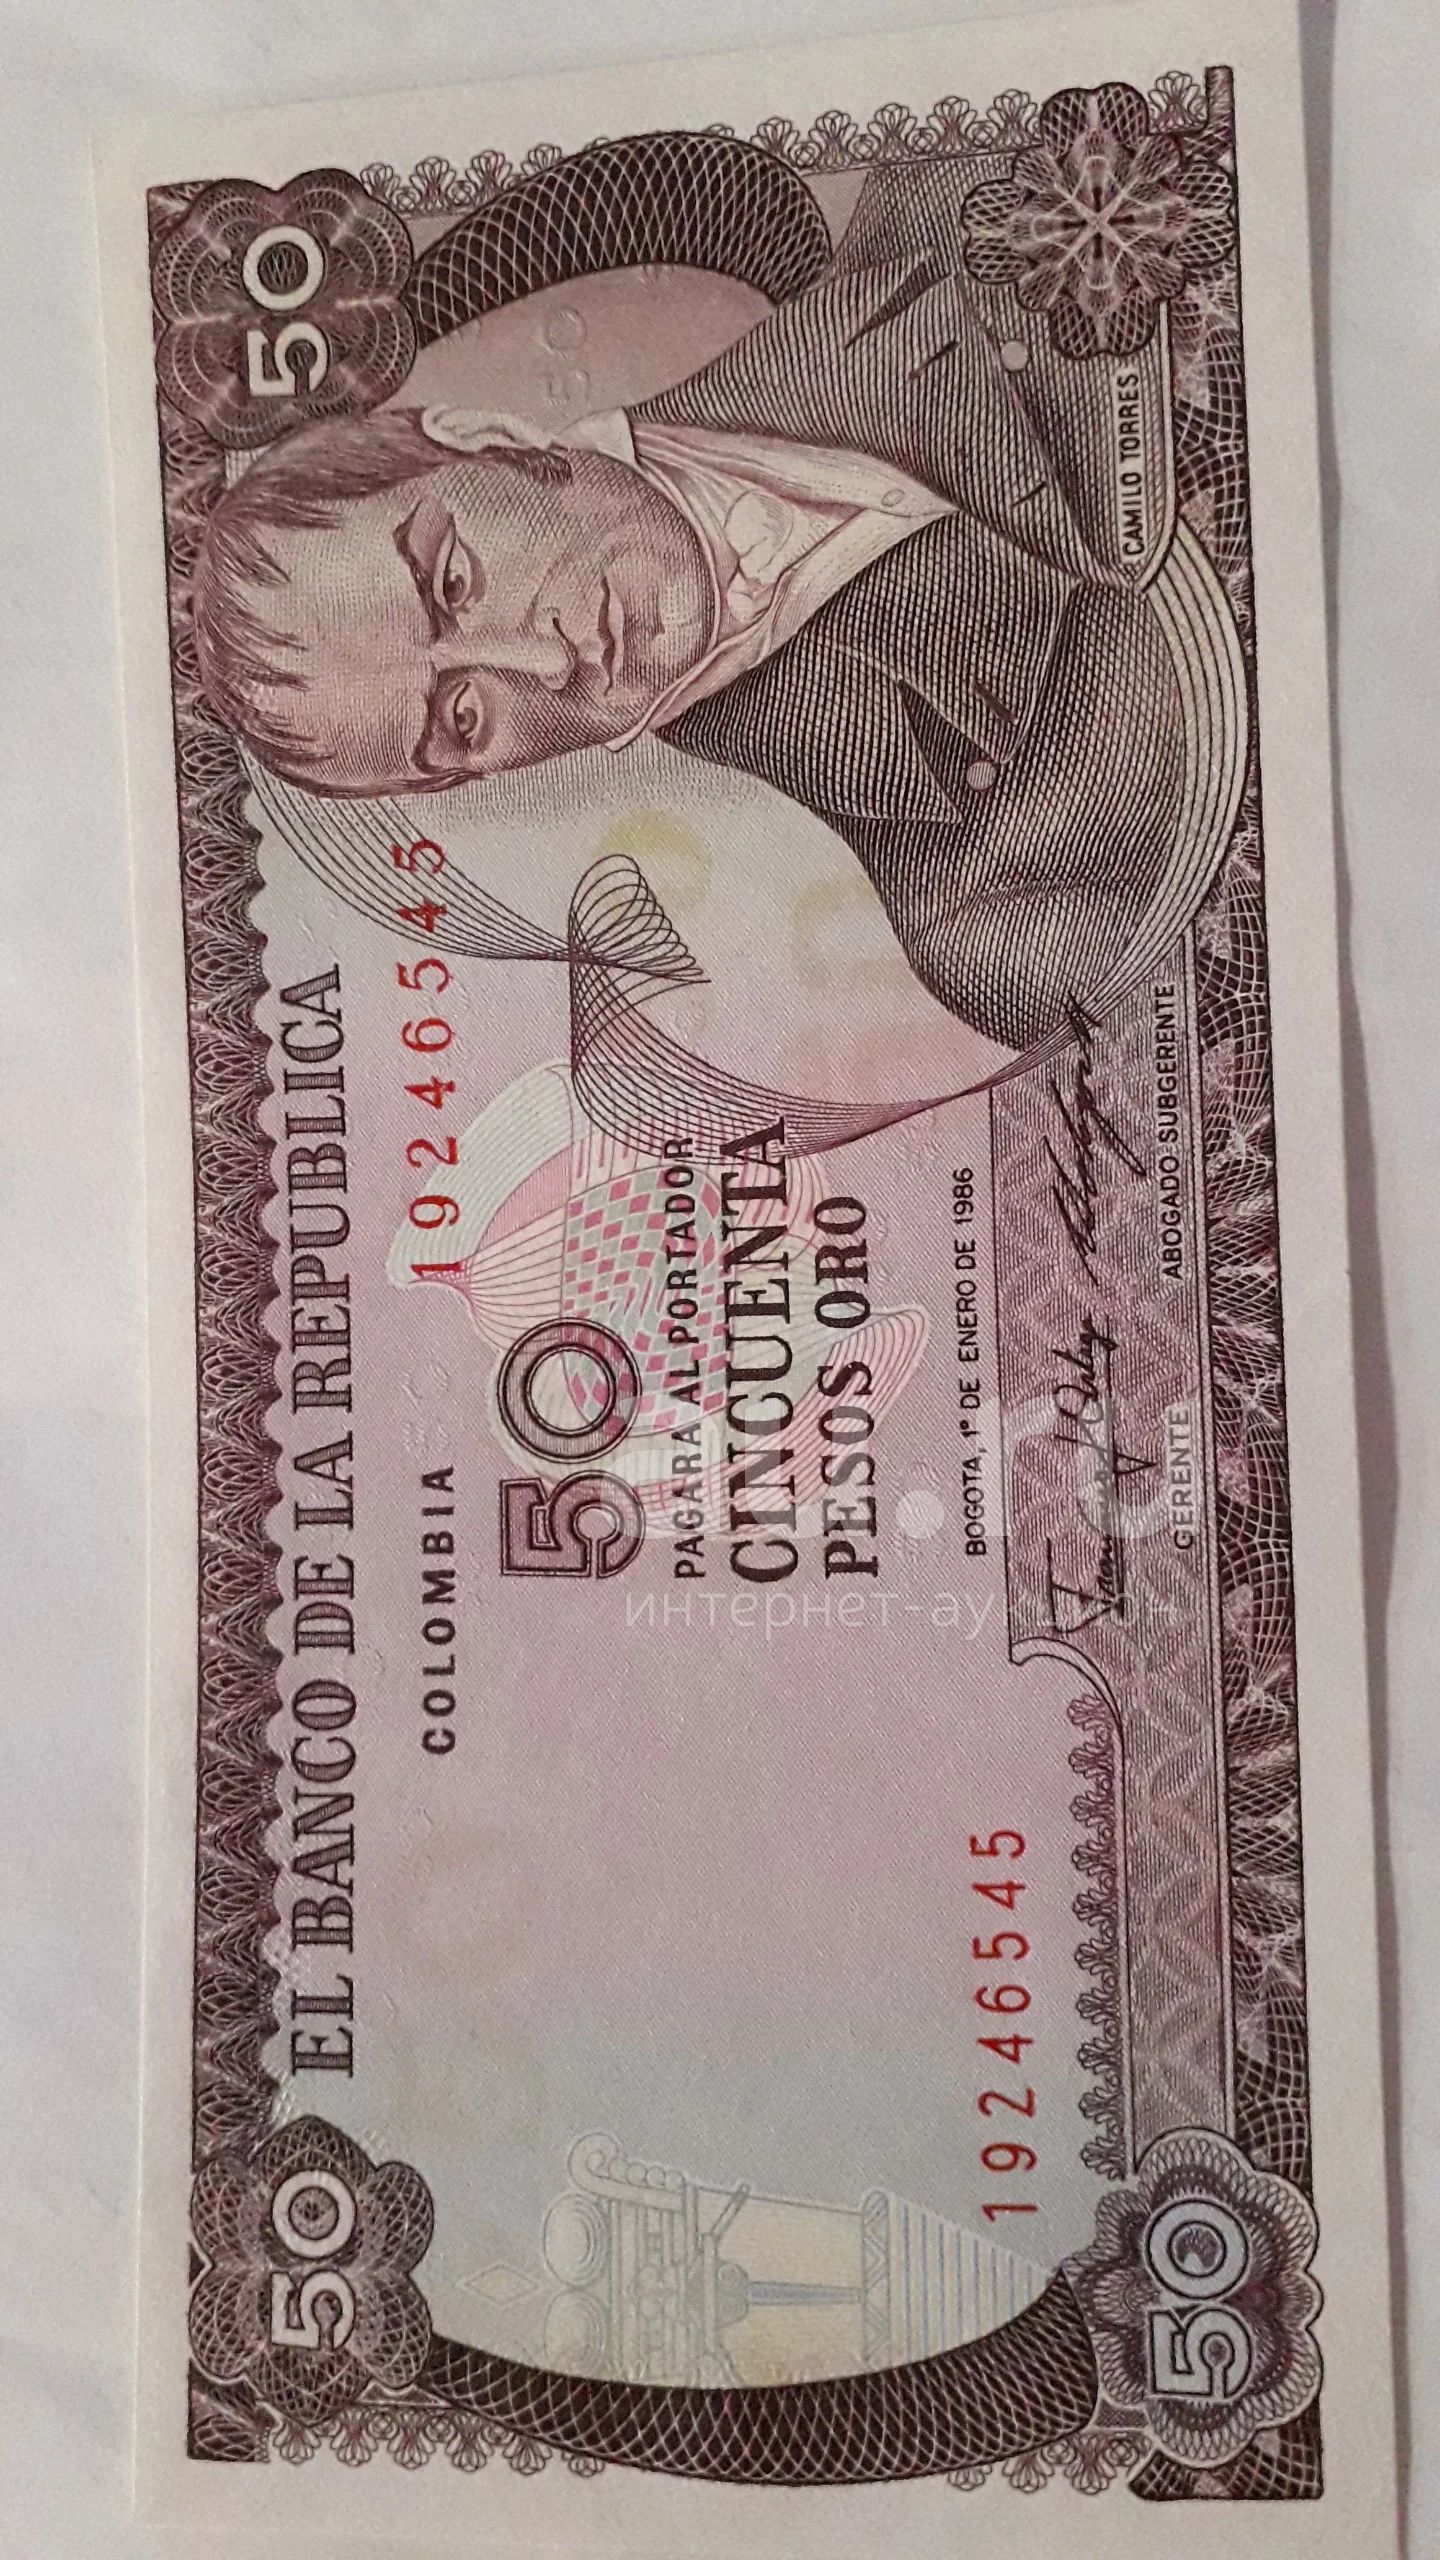 50
50
EL BANCO DE LA REPUBLICA
COLOMBIA
19246545
50
PAGARA AL PORTADOR
CINCUENTA
PESOS ORO
BOGOTA, 1º DE ENERO DE 1986
19246545
GERENTE
ABOGADO SUBGERENTE
CAMILO TORRES
50
50
интернет-аукцион